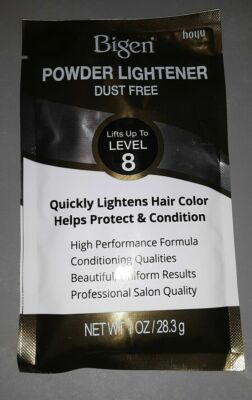 Bigen
hoyu
POWDER LIGHTENER
DUST FREE
Lifts Up To
LEVEL
8
Quickly Lightens Hair Color
Helps Protect & Condition
High Performance Formula
Conditioning Qualities
Beautiful, Uniform Results
Professional Salon Quality
NET WT 1 OZ/28.3 g